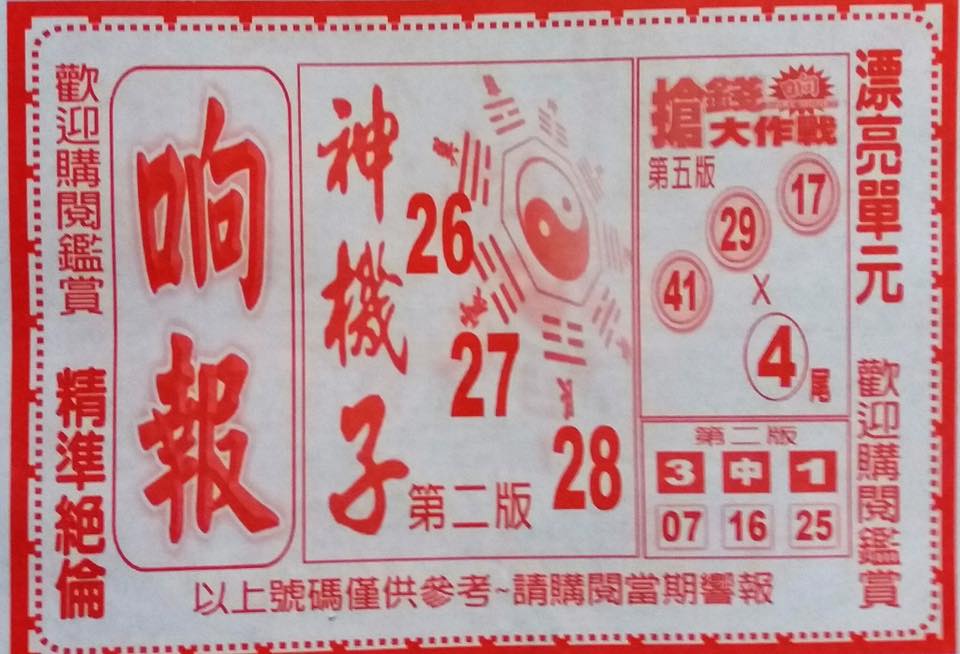 歡迎購閱鑑賞 精準絕倫
响報
神機子
26
27
28
第二版
搶錢大作戰
第五版
17
29
41
X
4尾
第二版
3中1
07 16 25
漂亮單元 歡迎購閱鑑賞
以上號碼僅供參考~請購閱當期響報